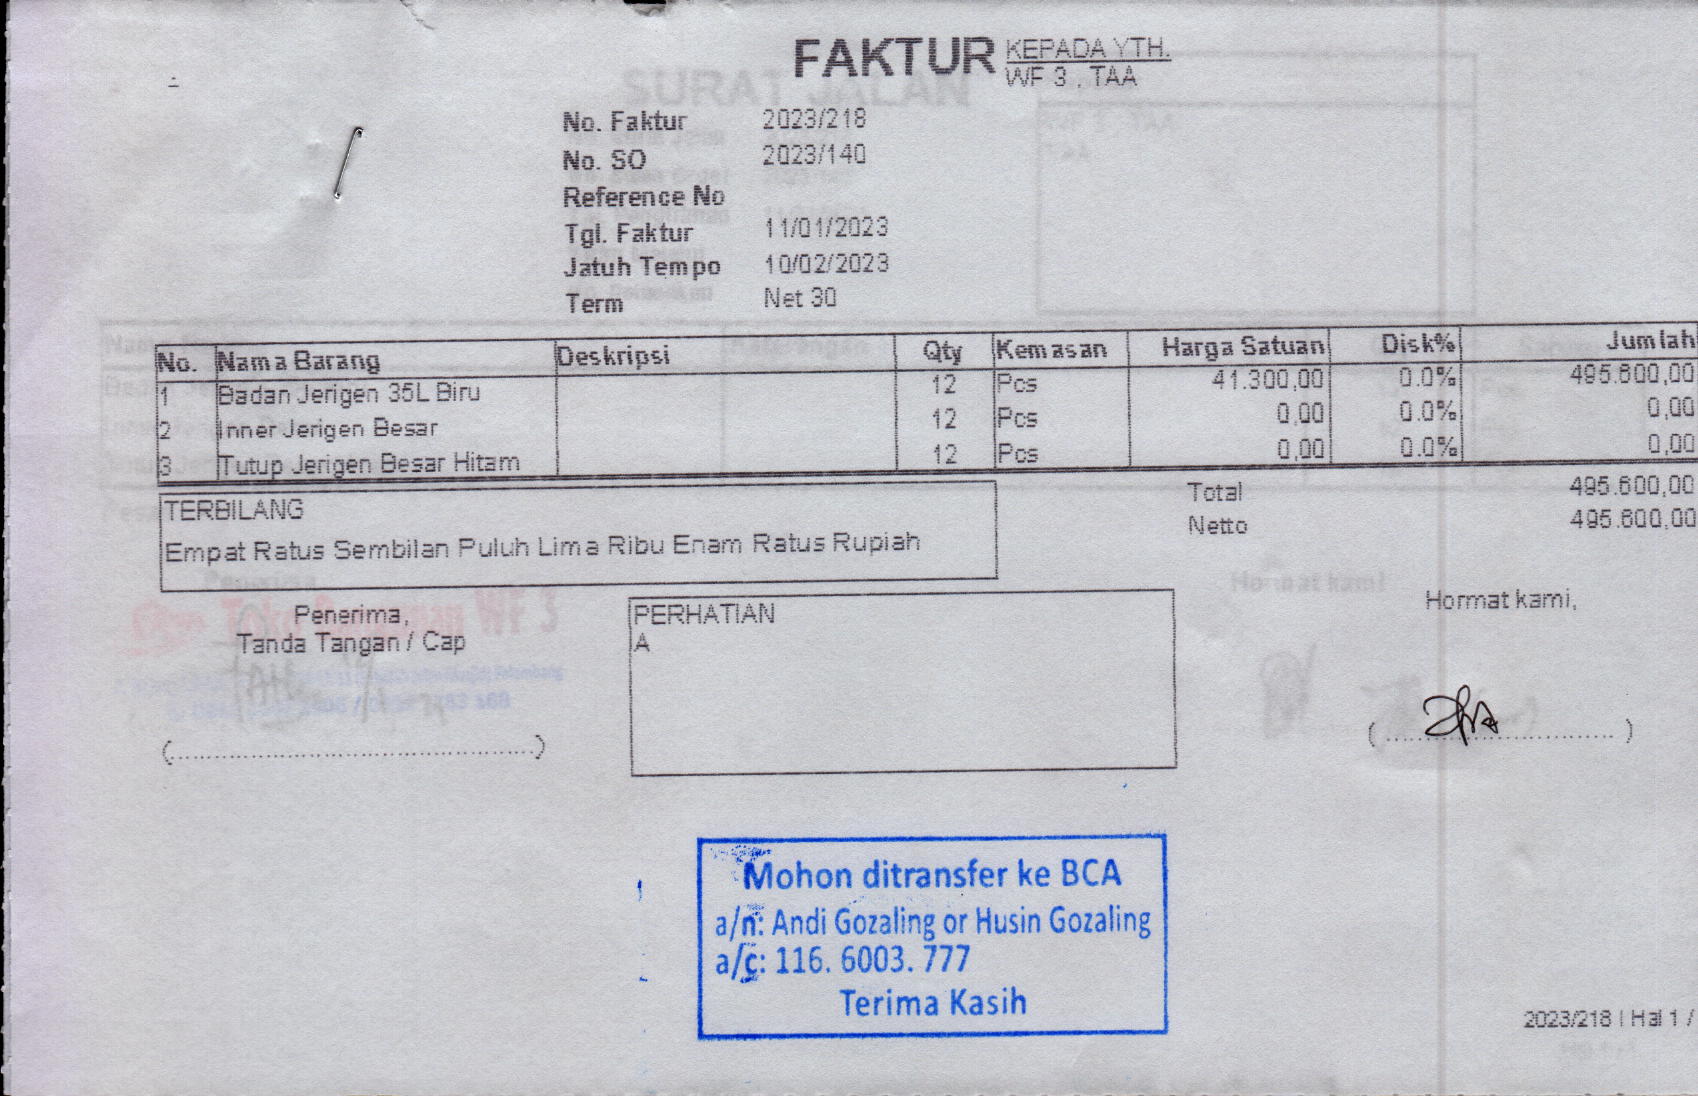 FAKTUR
KEPADA YTH.
WF 3 , TAA
No. Faktur 2023/218
No. SO 2023/140
Reference No
Tgl. Faktur 11/01/2023
Jatuh Tempo 10/02/2023
Term Net 30
No. Nama Barang Deskripsi Qty Kemasan Harga Satuan Disk% Jumlah
1 Badan Jerigen 35L Biru 12 Pcs 41.300,00 0.0% 495.600,00
2 Inner Jerigen Besar 12 Pcs 0,00 0.0% 0,00
3 Tutup Jerigen Besar Hitam 12 Pcs 0,00 0.0% 0,00
Total 495.600,00
Netto 495.600,00
TERBILANG
Empat Ratus Sembilan Puluh Lima Ribu Enam Ratus Rupiah
Penerima,
Tanda Tangan / Cap
(......................................)
PERHATIAN
A
Hormat kami,
(..............................)
Mohon ditransfer ke BCA
a/n: Andi Gozaling or Husin Gozaling
a/c: 116. 6003. 777
Terima Kasih
2023/218 | Hal 1 /
SURAT JALAN
Hormat kami